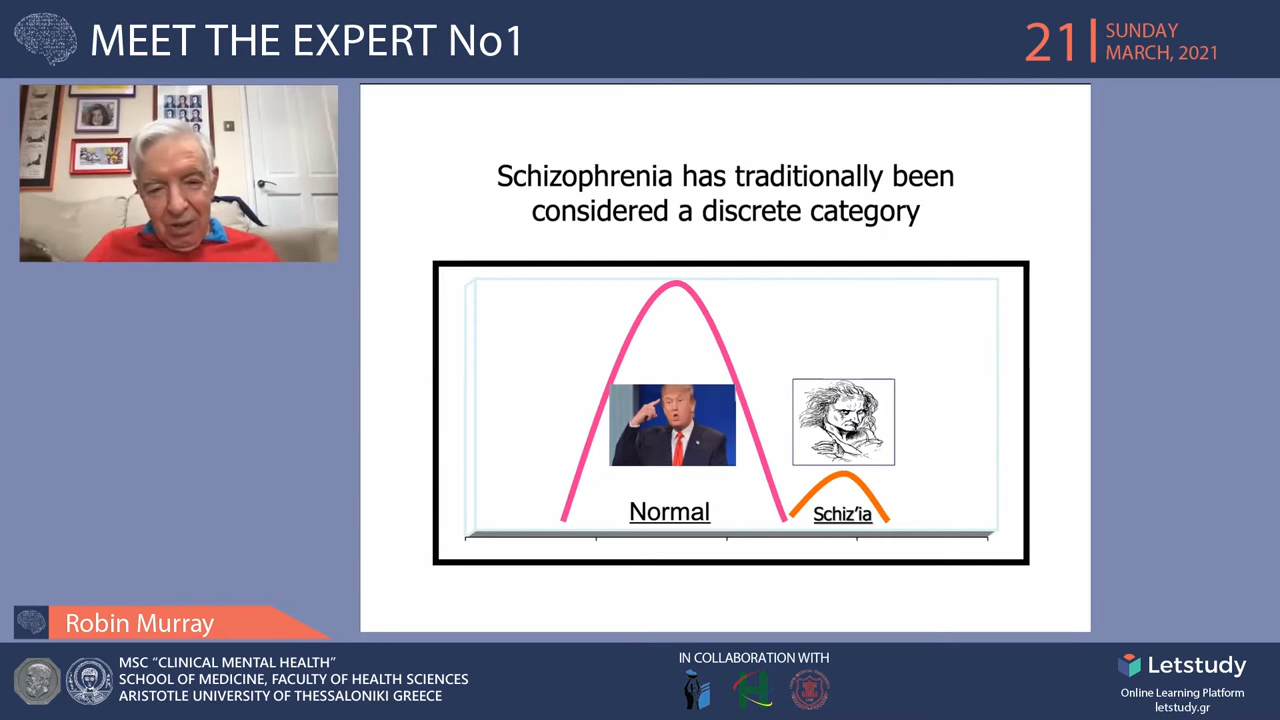 MEET THE EXPERT No1
21
SUNDAY
MARCH, 2021
Schizophrenia has traditionally been
considered a discrete category
Normal
Schiz'ia
Robin Murray
MSC “CLINICAL MENTAL HEALTH”
SCHOOL OF MEDICINE, FACULTY OF HEALTH SCIENCES
ARISTOTLE UNIVERSITY OF THESSALONIKI GREECE
IN COLLABORATION WITH
Letstudy
Online Learning Platform
letstudy.gr